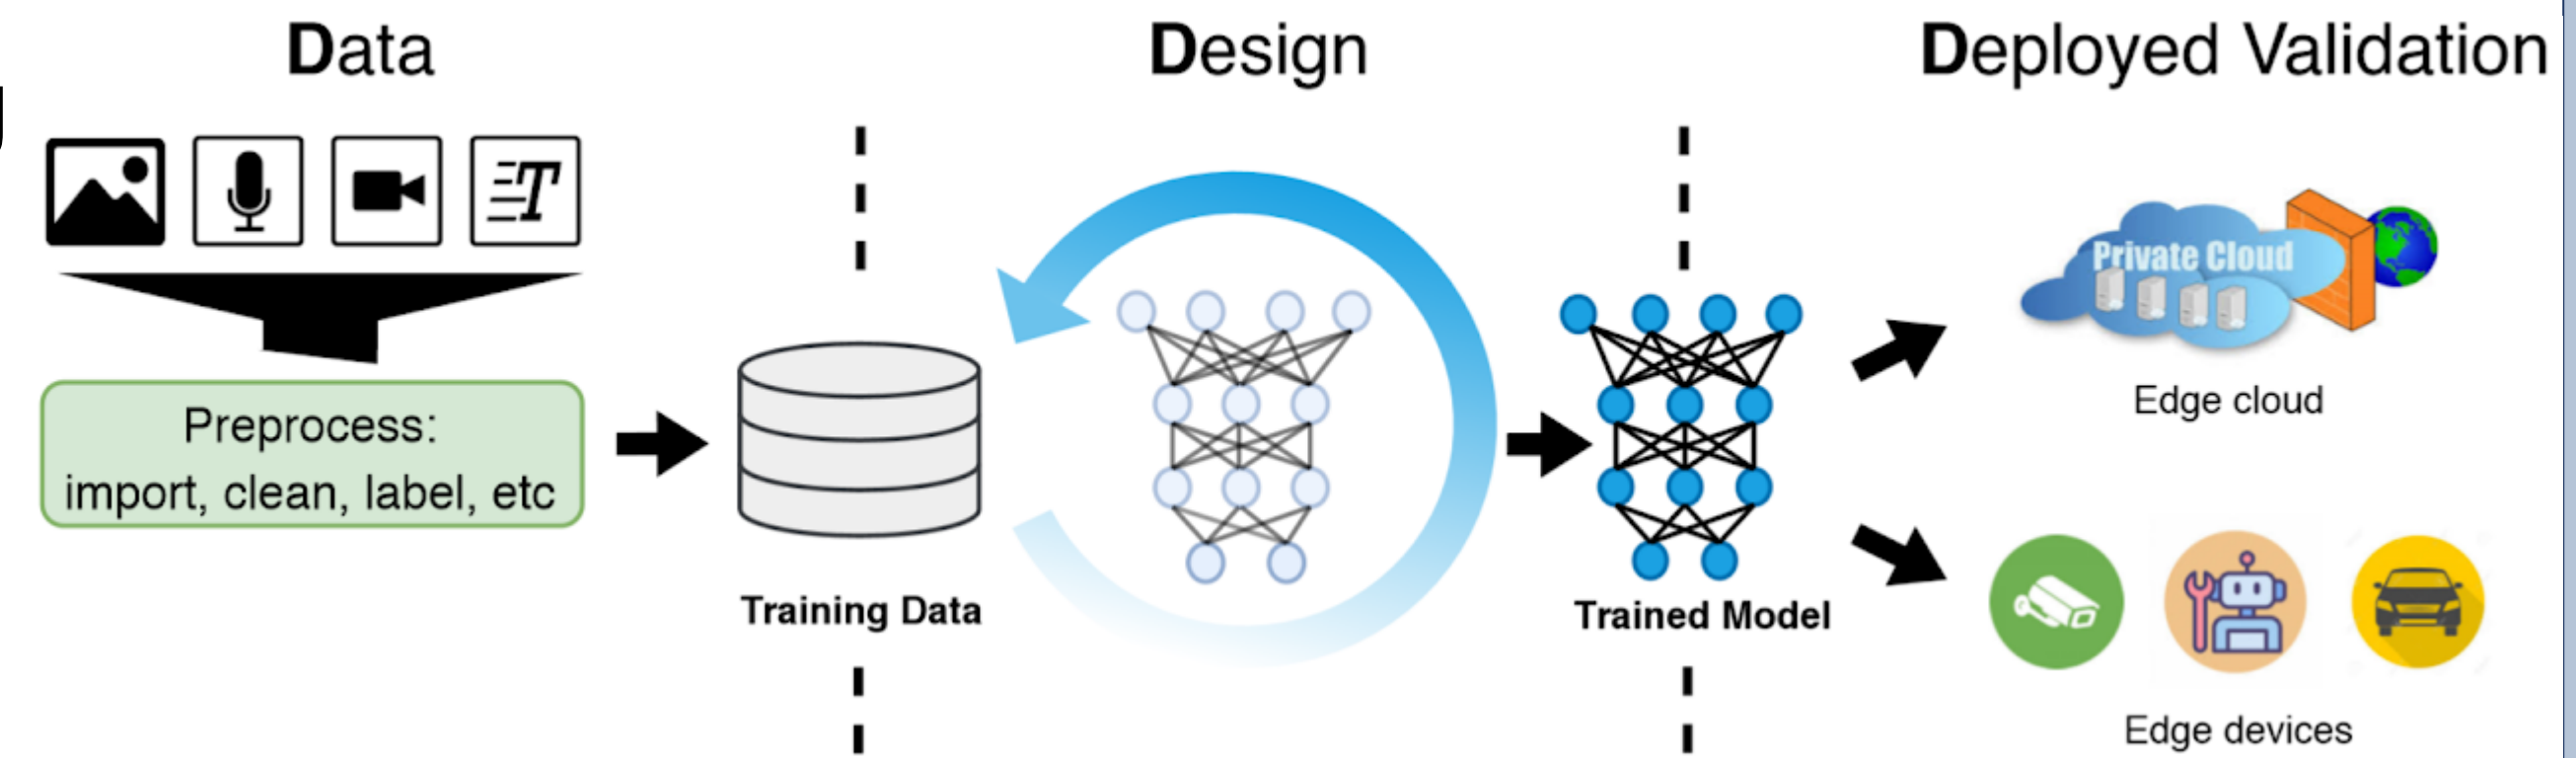 Data
Design
Deployed Validation
T
Preprocess:
import, clean, label, etc
Training Data
Trained Model
Private Cloud
Edge cloud
Edge devices